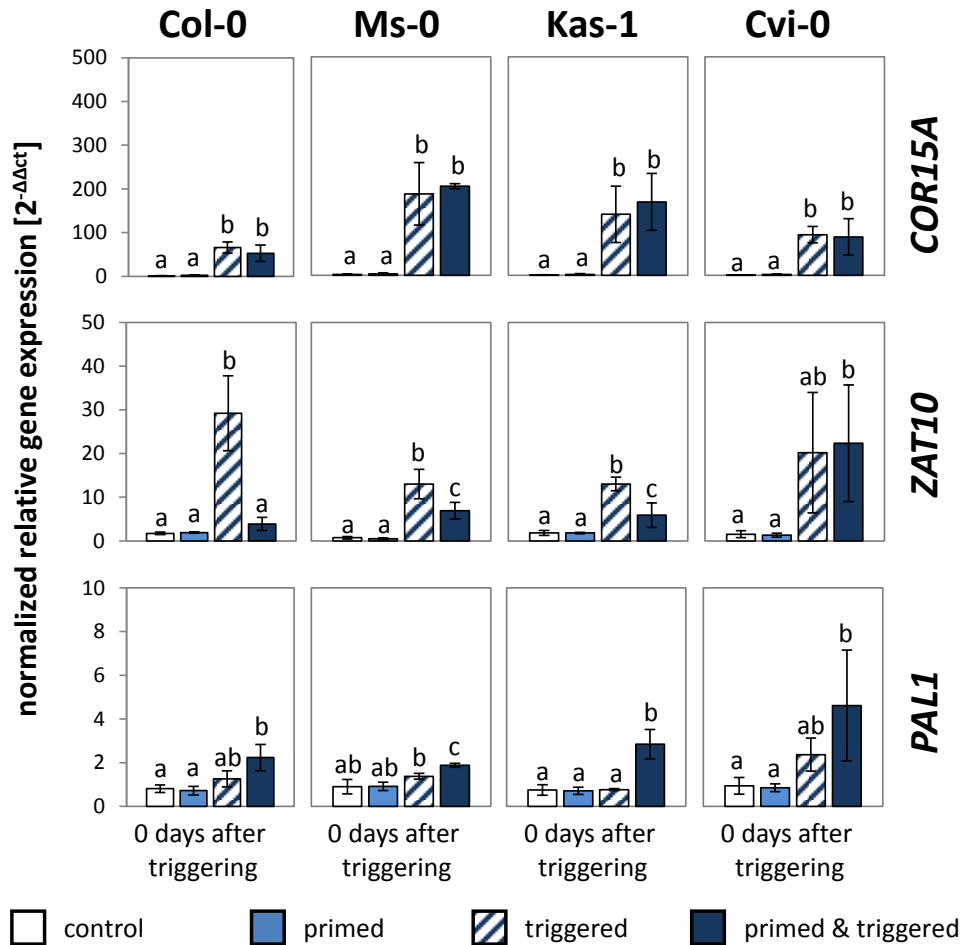 Col-0 Ms-0 Kas-1 Cvi-0
normalized relative gene expression [2-ΔΔct]
500
400
300
200
100
0
a a b b
a a b b
a a b b
a a b b
COR15A
50
40
30
20
10
0
a a b a
a a b c
a a b c
a a ab b
ZAT10
10
8
6
4
2
0
a a ab b
ab ab b c
a a a b
a a ab b
PAL1
0 days after
triggering
0 days after
triggering
0 days after
triggering
0 days after
triggering
control primed triggered primed & triggered